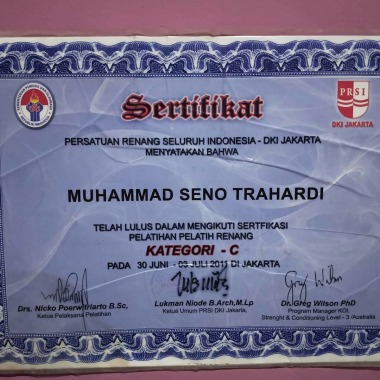 Sertifikat
PRSI
DKI JAKARTA
PERSATUAN RENANG SELURUH INDONESIA - DKI JAKARTA
MENYATAKAN BAHWA
MUHAMMAD SENO TRAHARDI
TELAH LULUS DALAM MENGIKUTI SERTFIKASI
PELATIHAN PELATIH RENANG
KATEGORI - C
PADA 30 JUNI - 03 JULI 2011 DI JAKARTA
Drs. Nicko Poerwitriarto B.Sc,
Ketua Pelaksana Pelatihan
Lukman Niode B.Arch,M.Lp
Ketua Umum PRSI DKI Jakarta,
Dr. Greg Wilson PhD
Program Manager KOI,
Strenght & Conditioning Level - 3 /Australia